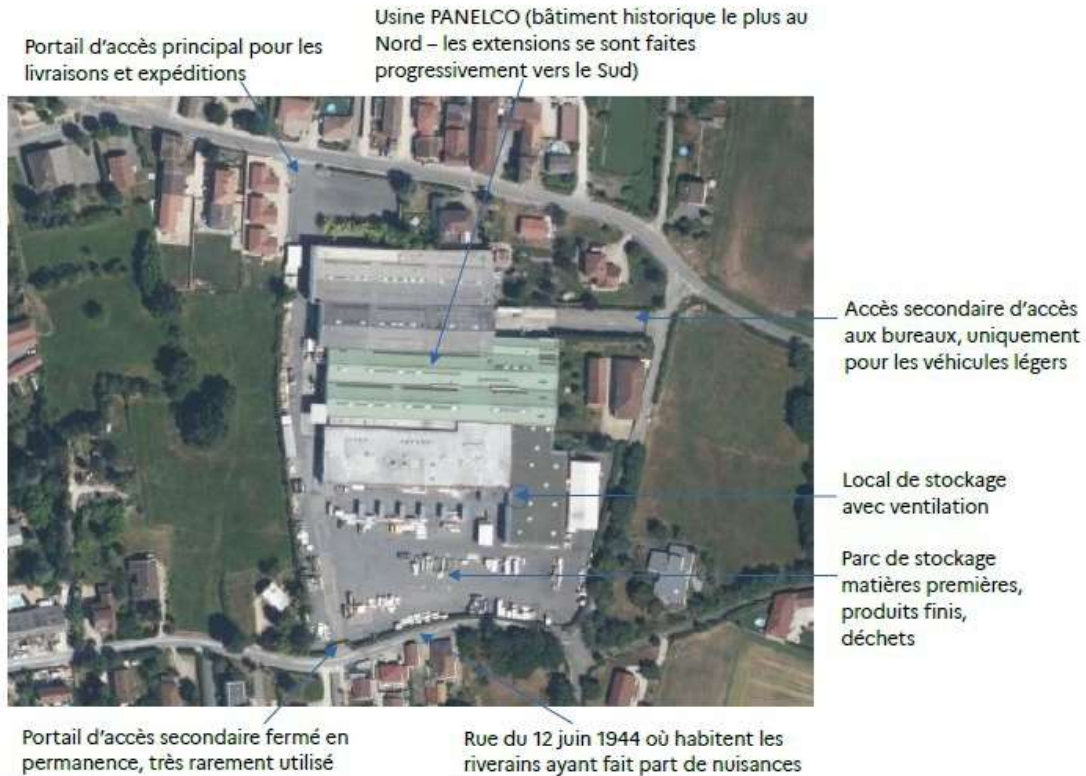 Usine PANELCO (bâtiment historique le plus au
Nord – les extensions se sont faites
progressivement vers le Sud)
Portail d'accès principal pour les
livraisons et expéditions
Accès secondaire d'accès
aux bureaux, uniquement
pour les véhicules légers
Local de stockage
avec ventilation
Parc de stockage
matières premières,
produits finis,
déchets
Portail d'accès secondaire fermé en
permanence, très rarement utilisé
Rue du 12 juin 1944 où habitent les
riverains ayant fait part de nuisances